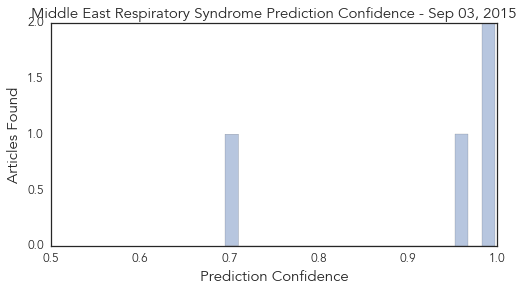 Middle East Respiratory Syndrome Prediction Confidence - Sep 03, 2015
2.0
1.5
1.0
0.5
0.0
Articles Found
0.5 0.6 0.7 0.8 0.9 1.0
Prediction Confidence